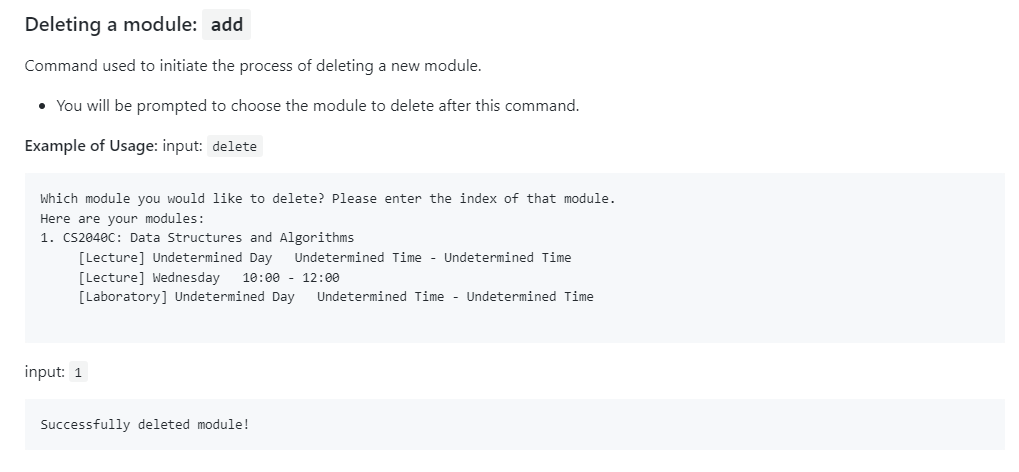 Deleting a module: add
Command used to initiate the process of deleting a new module.
• You will be prompted to choose the module to delete after this command.
Example of Usage: input: delete
Which module you would like to delete? Please enter the index of that module.
Here are your modules:
1. CS2040C: Data Structures and Algorithms
[Lecture] Undetermined Day   Undetermined Time - Undetermined Time
[Lecture] Wednesday   10:00 - 12:00
[Laboratory] Undetermined Day   Undetermined Time - Undetermined Time
input: 1
Successfully deleted module!